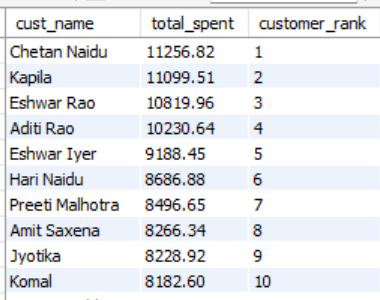 cust_name total_spent customer_rank
Chetan Naidu 11256.82 1
Kapila 11099.51 2
Eshwar Rao 10819.96 3
Aditi Rao 10230.64 4
Eshwar Iyer 9188.45 5
Hari Naidu 8686.88 6
Preeti Malhotra 8496.65 7
Amit Saxena 8266.34 8
Jyotika 8228.92 9
Komal 8182.60 10